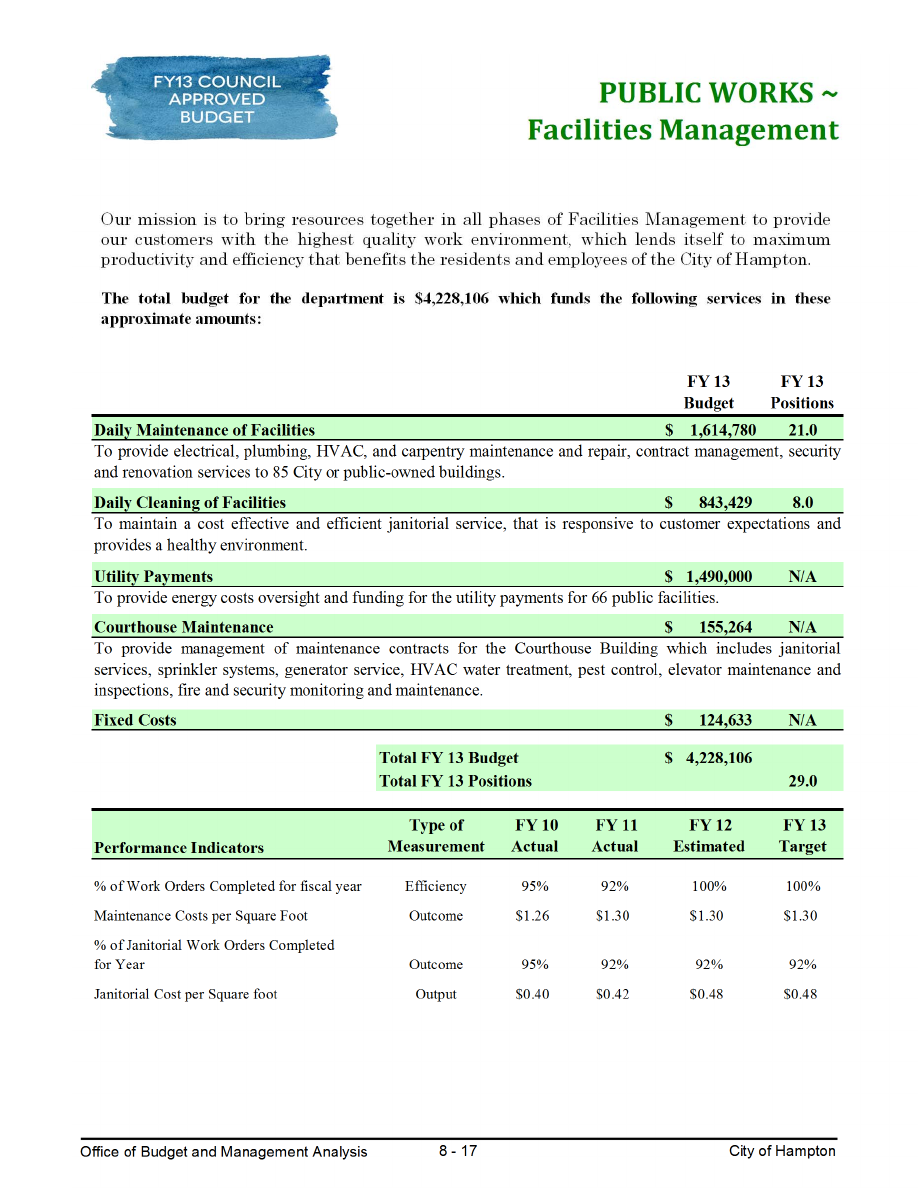 FY13 COUNCIL
APPROVED
BUDGET
PUBLIC WORKS ~
Facilities Management
Our mission is to bring resources together in all phases of Facilities Management to provide
our customers with the highest quality work environment, which lends itself to maximum
productivity and efficiency that benefits the residents and employees of the City of Hampton.
The total budget for the department is $4,228,106 which funds the following services in these
approximate amounts:
FY 13 FY 13
Budget Positions
Daily Maintenance of Facilities $ 1,614,780 21.0
To provide electrical, plumbing, HVAC, and carpentry maintenance and repair, contract management, security
and renovation services to 85 City or public-owned buildings.
Daily Cleaning of Facilities $ 843,429 8.0
To maintain a cost effective and efficient janitorial service, that is responsive to customer expectations and
provides a healthy environment.
Utility Payments $ 1,490,000 N/A
To provide energy costs oversight and funding for the utility payments for 66 public facilities.
Courthouse Maintenance $ 155,264 N/A
To provide management of maintenance contracts for the Courthouse Building which includes janitorial
services, sprinkler systems, generator service, HVAC water treatment, pest control, elevator maintenance and
inspections, fire and security monitoring and maintenance.
Fixed Costs $ 124,633 N/A
Total FY 13 Budget $ 4,228,106
Total FY 13 Positions 29.0
Type of FY 10 FY 11 FY 12 FY 13
Performance Indicators Measurement Actual Actual Estimated Target
% of Work Orders Completed for fiscal year Efficiency 95% 92% 100% 100%
Maintenance Costs per Square Foot Outcome $1.26 $1.30 $1.30 $1.30
% of Janitorial Work Orders Completed
for Year Outcome 95% 92% 92% 92%
Janitorial Cost per Square foot Output $0.40 $0.42 $0.48 $0.48
Office of Budget and Management Analysis 8 - 17 City of Hampton